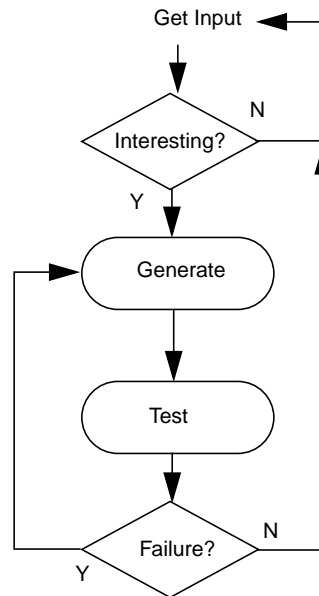 Get Input
N
Interesting?
Y
Generate
Test
N
Failure?
Y